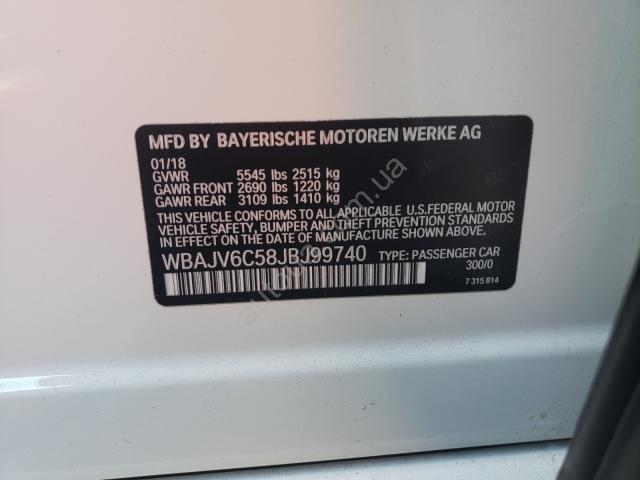 MFD BY BAYERISCHE MOTOREN WERKE AG
01/18
GVWR 5545 lbs 2515 kg
GAWR FRONT 2690 lbs 1220 kg
GAWR REAR 3109 lbs 1410 kg
THIS VEHICLE CONFORMS TO ALL APPLICABLE U.S.FEDERAL MOTOR
VEHICLE SAFETY, BUMPER, AND THEFT PREVENTION STANDARDS
IN EFFECT ON THE DATE OF MANUFACTURE SHOWN ABOVE.
WBAJV6C58JBJ99740 TYPE: PASSENGER CAR
300/0
7 315 814